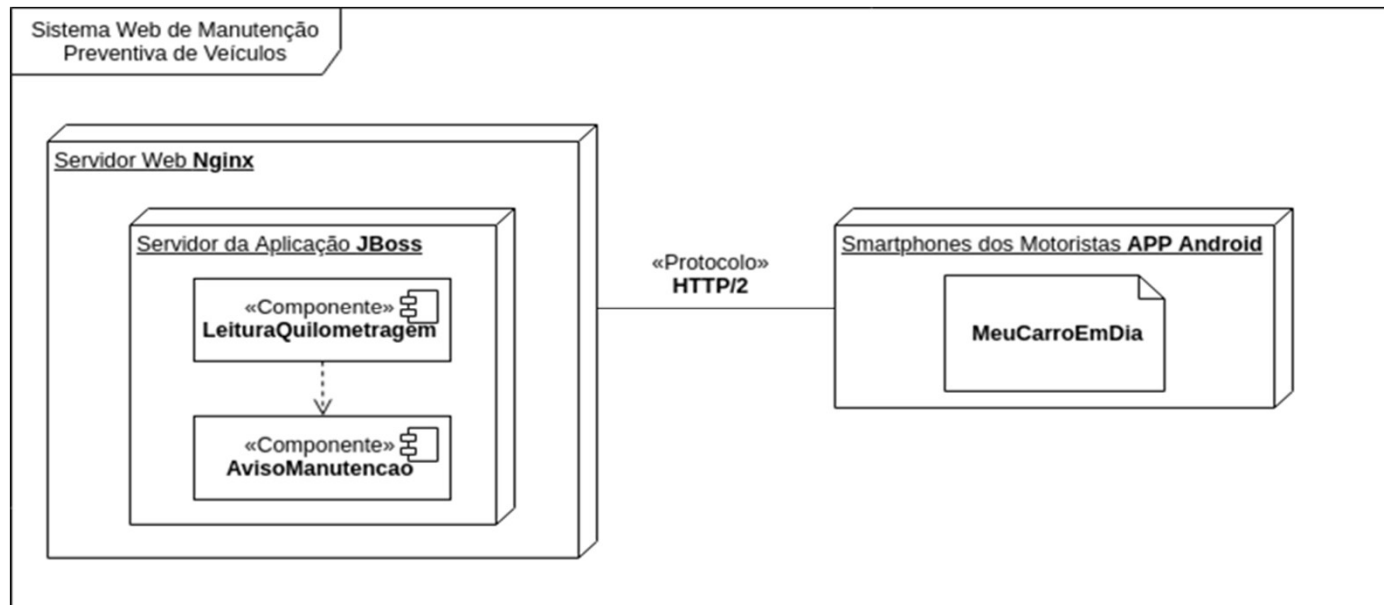 Sistema Web de Manutenção
Preventiva de Veículos
Servidor Web Nginx
Servidor da Aplicação JBoss
«Componente»
LeituraQuilometragem
«Componente»
AvisoManutencao
«Protocolo»
HTTP/2
Smartphones dos Motoristas APP Android
MeuCarroEmDia